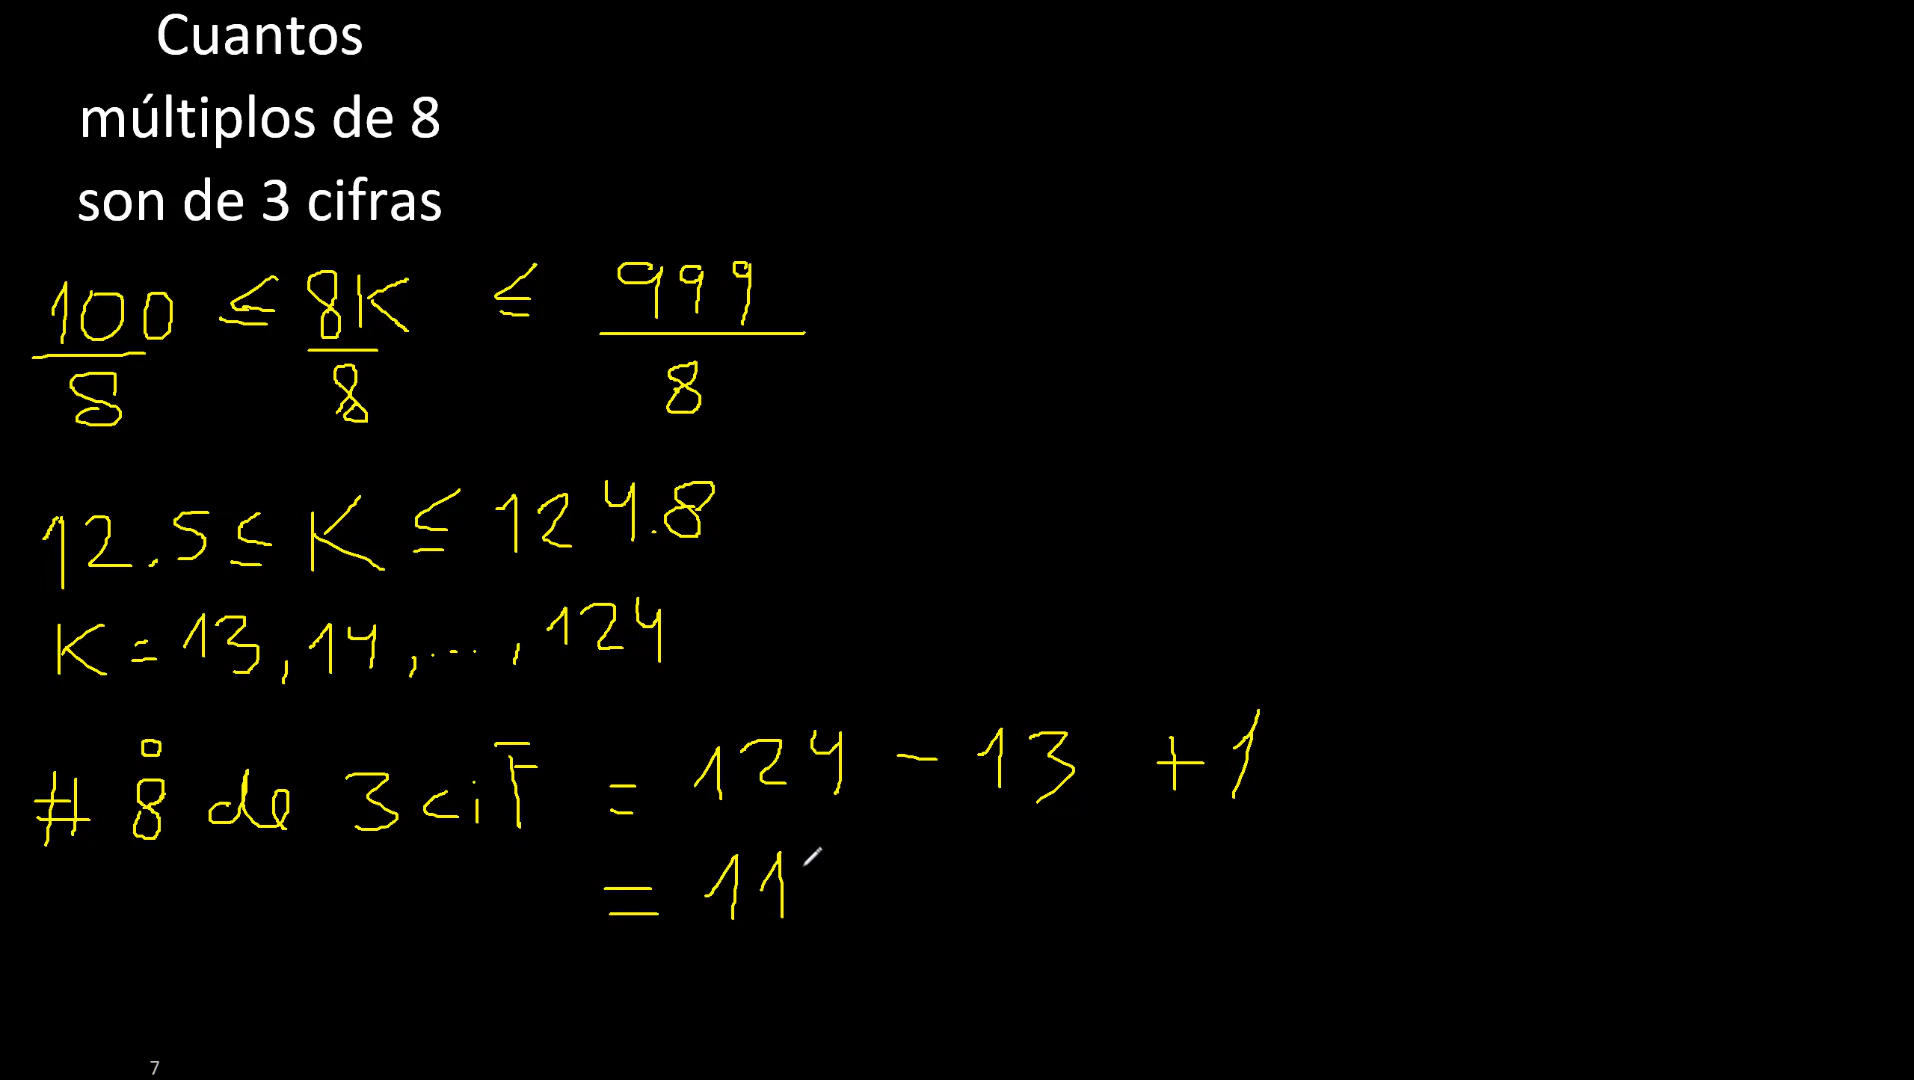 Cuantos
múltiplos de 8
son de 3 cifras
100/8 ≤ 8K/8 ≤ 999/8
12.5 ≤ K ≤ 124.8
K = 13, 14, ..., 124
# 8° de 3 cif = 124 - 13 + 1
= 11
7